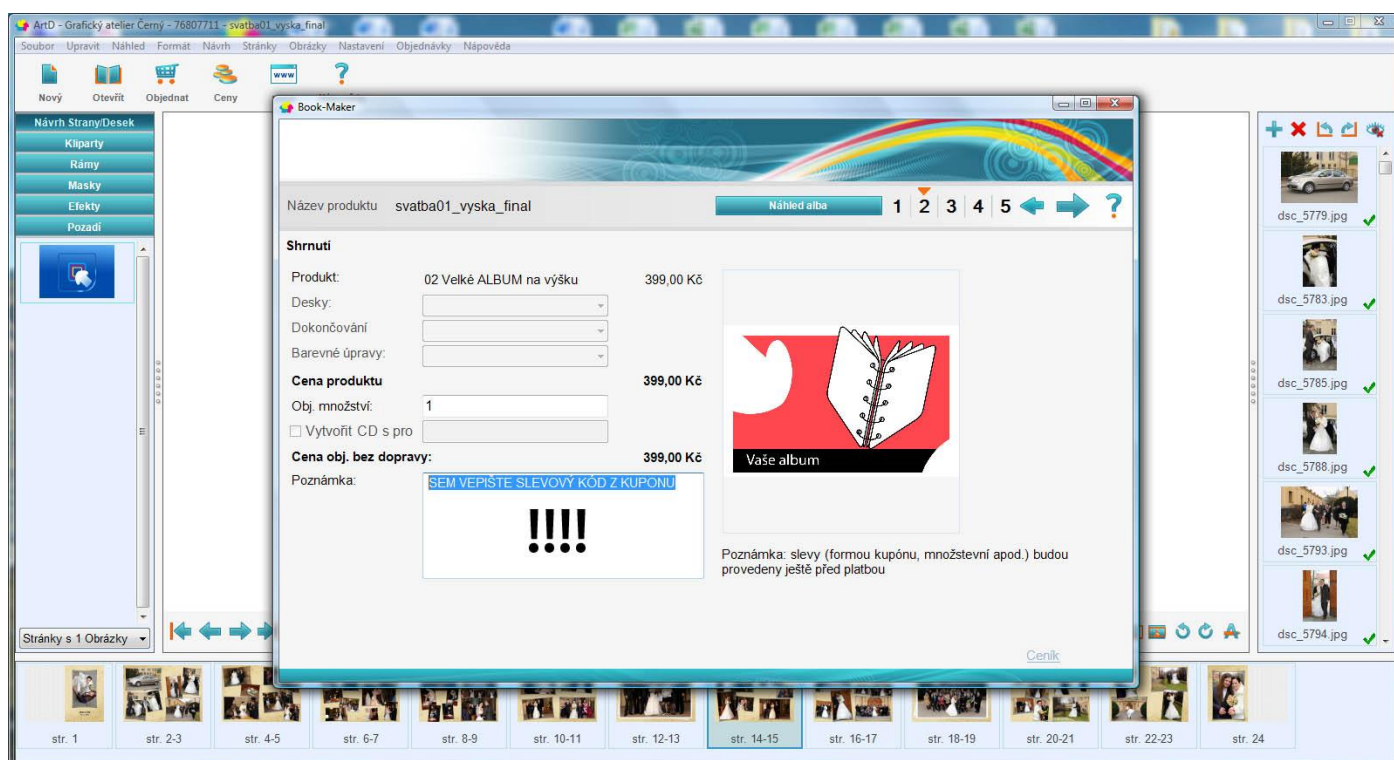 ArtD - Grafický atelier Černý - 76807711 - svatba01_vyska_final
Soubor Upravit Náhled Formát Návrh Stránky Obrázky Nastavení Objednávky Nápověda
www ?
Nový Otevřít Objednat Ceny
Návrh Strany/Desek
Kliparty
Rámy
Masky
Efekty
Pozadí
Stránky s 1 Obrázky
Book-Maker
Název produktu svatba01_vyska_final Náhled alba 1 2 3 4 5 ?
Shrnutí
Produkt: 02 Velké ALBUM na výšku 399,00 Kč
Desky:
Dokončování
Barevné úpravy:
Cena produktu 399,00 Kč
Obj. množství: 1
Vytvořit CD s pro
Cena obj. bez dopravy: 399,00 Kč
Poznámka: SEM VEPIŠTE SLEVOVÝ KÓD Z KUPONU
!!!!
Vaše album
Poznámka: slevy (formou kupónu, množstevní apod.) budou
provedeny ještě před platbou
Ceník
dsc_5779.jpg
dsc_5783.jpg
dsc_5785.jpg
dsc_5788.jpg
dsc_5793.jpg
dsc_5794.jpg
str. 1 str. 2-3 str. 4-5 str. 6-7 str. 8-9 str. 10-11 str. 12-13 str. 14-15 str. 16-17 str. 18-19 str. 20-21 str. 22-23 str. 24